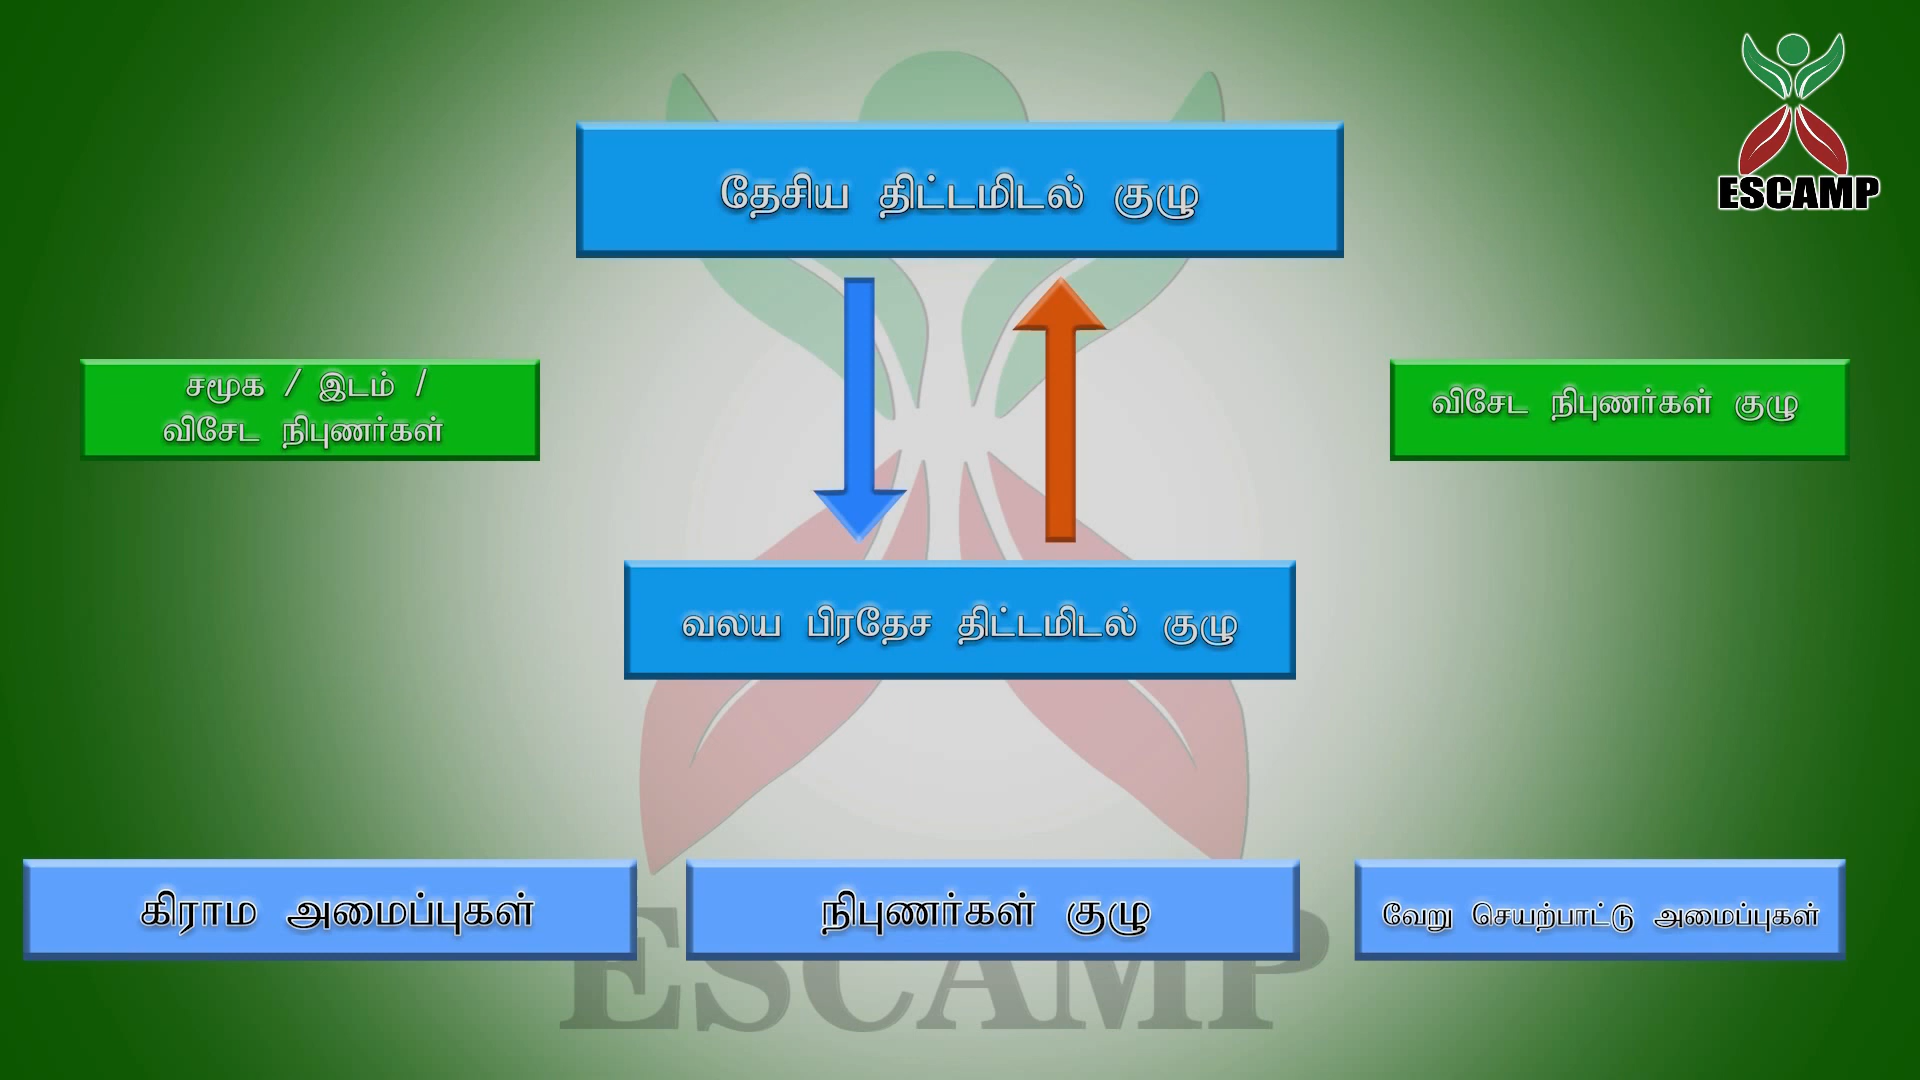 ESCAMP
தேசிய திட்டமிடல் குழு
சமூக / இடம் /
விசேட நிபுணர்கள்
விசேட நிபுணர்கள் குழு
வலய பிரதேச திட்டமிடல் குழு
கிராம அமைப்புகள்
நிபுணர்கள் குழு
வேறு செயற்பாட்டு அமைப்புகள்
ESCAMP